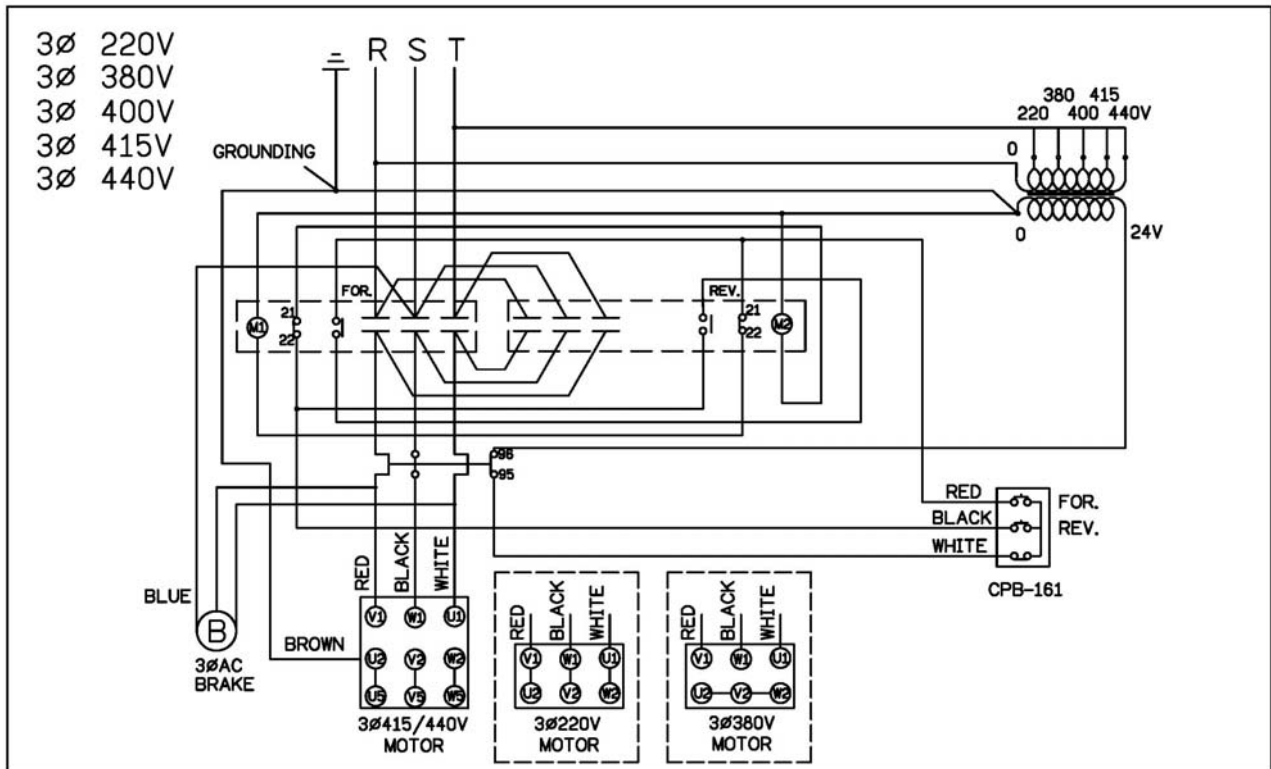 3Ø 220V
3Ø 380V
3Ø 400V
3Ø 415V
3Ø 440V
R S T
GROUNDING
380 415
220 400 440V
0
0
24V
FOR.
REV.
M1
21
22
21
22
M2
96
95
RED
FOR.
BLACK
REV.
WHITE
CPB-161
BLUE
B
3ØAC
BRAKE
BROWN
RED
BLACK
WHITE
V1 W1 U1
U2 V2 W2
U5 V5 W5
3Ø415/440V
MOTOR
RED
BLACK
WHITE
V1 W1 U1
U2 V2 W2
3Ø220V
MOTOR
RED
BLACK
WHITE
V1 W1 U1
U2 V2 W2
3Ø380V
MOTOR